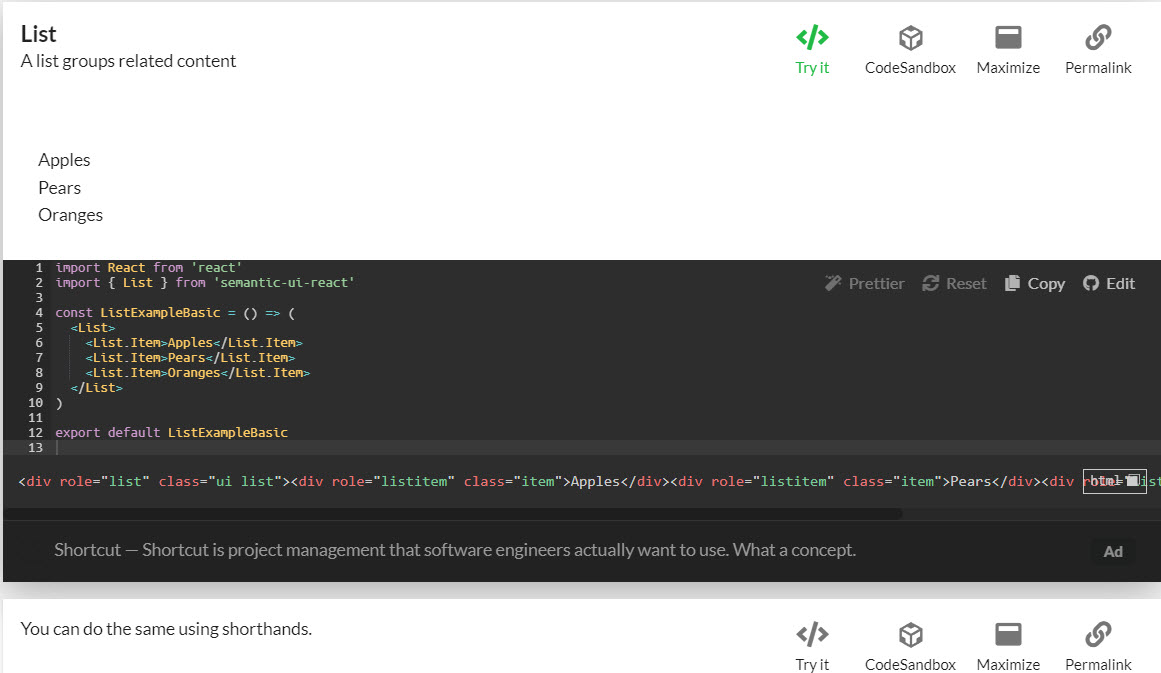 List
A list groups related content
Try it
CodeSandbox
Maximize
Permalink
Apples
Pears
Oranges
Prettier
Reset
Copy
Edit
1 import React from 'react'
2 import { List } from 'semantic-ui-react'
3
4 const ListExampleBasic = () => (
5   <List>
6     <List.Item>Apples</List.Item>
7     <List.Item>Pears</List.Item>
8     <List.Item>Oranges</List.Item>
9   </List>
10 )
11
12 export default ListExampleBasic
13
<div role="list" class="ui list"><div role="listitem" class="item">Apples</div><div role="listitem" class="item">Pears</div><div role="list
html
Shortcut — Shortcut is project management that software engineers actually want to use. What a concept.
Ad
You can do the same using shorthands.
Try it
CodeSandbox
Maximize
Permalink